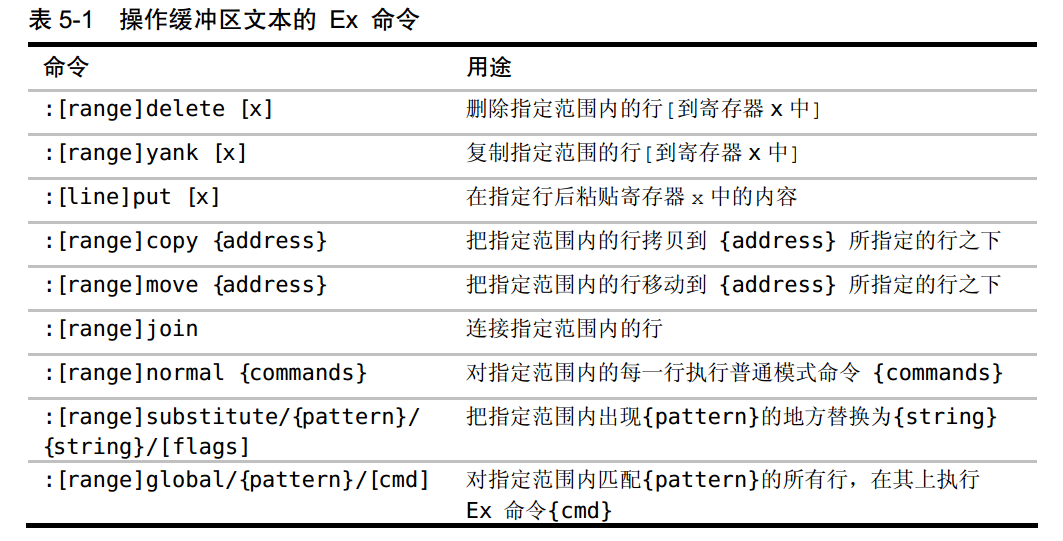 表 5-1 操作缓冲区文本的 Ex 命令
命令 用途
:[range]delete [x] 删除指定范围内的行[到寄存器 x 中]
:[range]yank [x] 复制指定范围的行[到寄存器 x 中]
:[line]put [x] 在指定行后粘贴寄存器 x 中的内容
:[range]copy {address} 把指定范围内的行拷贝到 {address} 所指定的行之下
:[range]move {address} 把指定范围内的行移动到 {address} 所指定的行之下
:[range]join 连接指定范围内的行
:[range]normal {commands} 对指定范围内的每一行执行普通模式命令 {commands}
:[range]substitute/{pattern}/ 把指定范围内出现{pattern}的地方替换为{string}
{string}/[flags]
:[range]global/{pattern}/[cmd] 对指定范围内匹配{pattern}的所有行，在其上执行
Ex 命令{cmd}